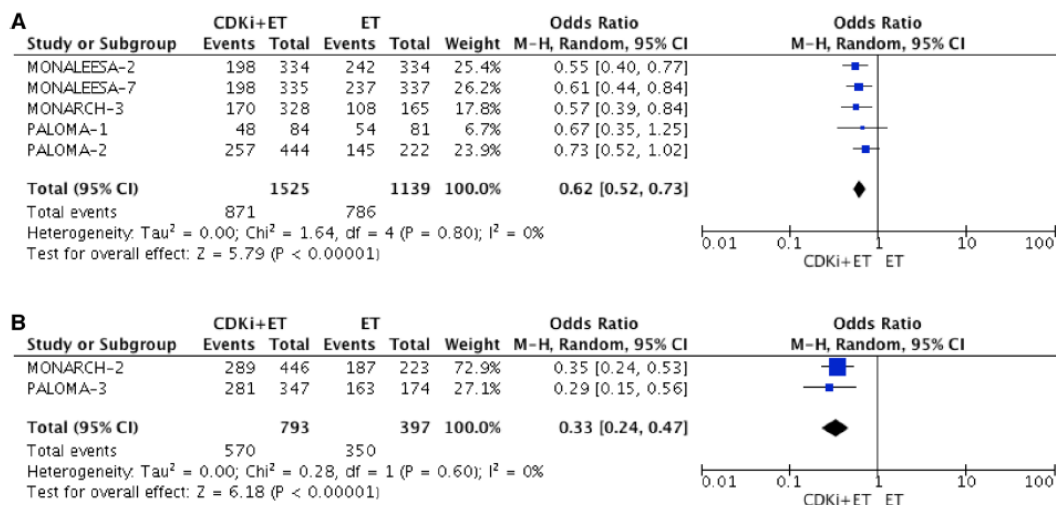 A
CDKi+ET ET Odds Ratio Odds Ratio
Study or Subgroup Events Total Events Total Weight M-H, Random, 95% CI M-H, Random, 95% CI
MONALEESA-2 198 334 242 334 25.4% 0.55 [0.40, 0.77]
MONALEESA-7 198 335 237 337 26.2% 0.61 [0.44, 0.84]
MONARCH-3 170 328 108 165 17.8% 0.57 [0.39, 0.84]
PALOMA-1 48 84 54 81 6.7% 0.67 [0.35, 1.25]
PALOMA-2 257 444 145 222 23.9% 0.73 [0.52, 1.02]
Total (95% CI) 1525 1139 100.0% 0.62 [0.52, 0.73]
Total events 871 786
Heterogeneity: Tau² = 0.00; Chi² = 1.64, df = 4 (P = 0.80); I² = 0%
Test for overall effect: Z = 5.79 (P < 0.00001)
0.01 0.1 1 10 100
CDKi+ET ET
B
CDKi+ET ET Odds Ratio Odds Ratio
Study or Subgroup Events Total Events Total Weight M-H, Random, 95% CI M-H, Random, 95% CI
MONARCH-2 289 446 187 223 72.9% 0.35 [0.24, 0.53]
PALOMA-3 281 347 163 174 27.1% 0.29 [0.15, 0.56]
Total (95% CI) 793 397 100.0% 0.33 [0.24, 0.47]
Total events 570 350
Heterogeneity: Tau² = 0.00; Chi² = 0.28, df = 1 (P = 0.60); I² = 0%
Test for overall effect: Z = 6.18 (P < 0.00001)
0.01 0.1 1 10 100
CDKi+ET ET